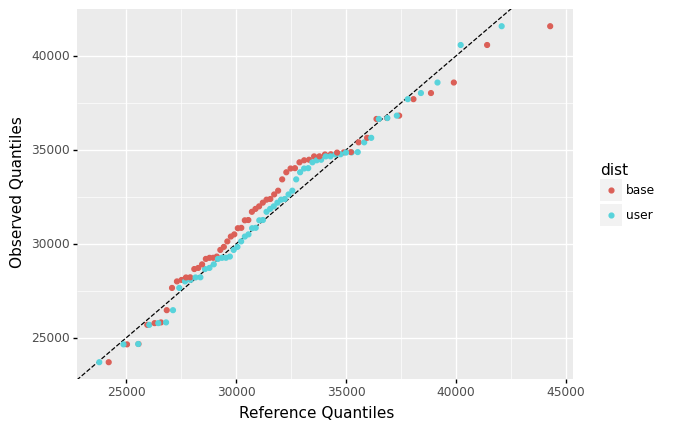 40000
35000
30000
25000
Observed Quantiles
25000 30000 35000 40000 45000
Reference Quantiles
dist
base
user